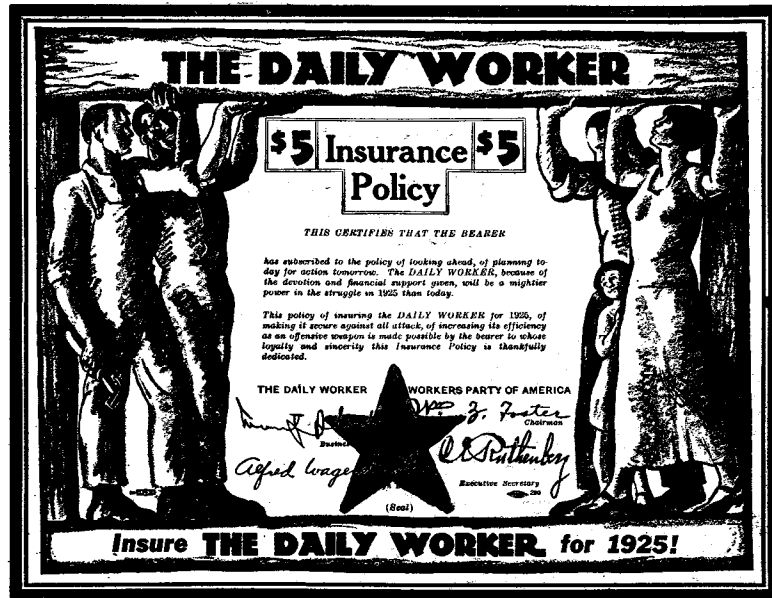 THE DAILY WORKER
$5 Insurance $5
Policy
THIS CERTIFIES THAT THE BEARER
has subscribed to the policy of looking ahead, of planning to-
day for action tomorrow. The DAILY WORKER, because of
the devotion and financial support given, will be a mightier
power in the struggle in 1925 than today.
This policy of insuring the DAILY WORKER for 1925, of
making it secure against all attack, of increasing its efficiency
as an offensive weapon is made possible by the bearer to whose
loyalty and sincerity this Insurance Policy is thankfully
dedicated.
THE DAILY WORKER WORKERS PARTY OF AMERICA
Wm Z. Foster
Chairman
C E Ruthenberg
Alfred
Executive Secretary
290
(Seal)
Insure THE DAILY WORKER for 1925!